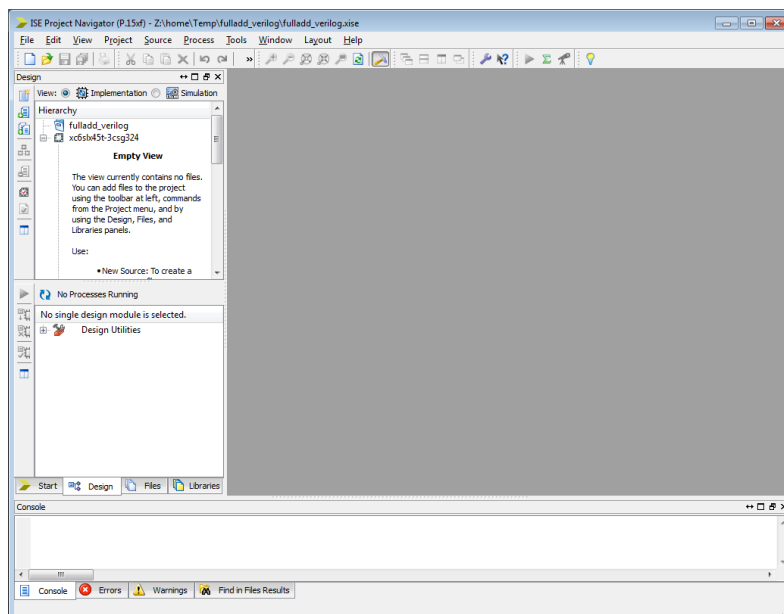 ISE Project Navigator (P.15xf) - Z:\home\Temp\fulladd_verilog\fulladd_verilog.xise
File Edit View Project Source Process Tools Window Layout Help
»
Design
View: Implementation Simulation
Hierarchy
fulladd_verilog
xc6slx45t-3csg324
Empty View
The view currently contains no files.
You can add files to the project
using the toolbar at left, commands
from the Project menu, and by
using the Design, Files, and
Libraries panels.
Use:
•New Source: To create a
No Processes Running
No single design module is selected.
Design Utilities
Start Design Files Libraries
Console
Console Errors Warnings Find in Files Results